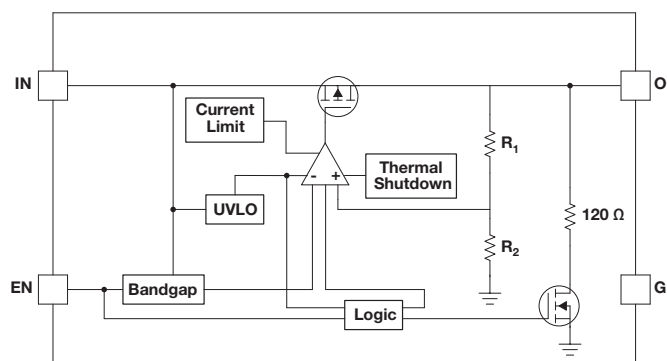 IN
O
Current
Limit
R1
-
+
Thermal
Shutdown
UVLO
120 Ω
R2
EN
Bandgap
G
Logic